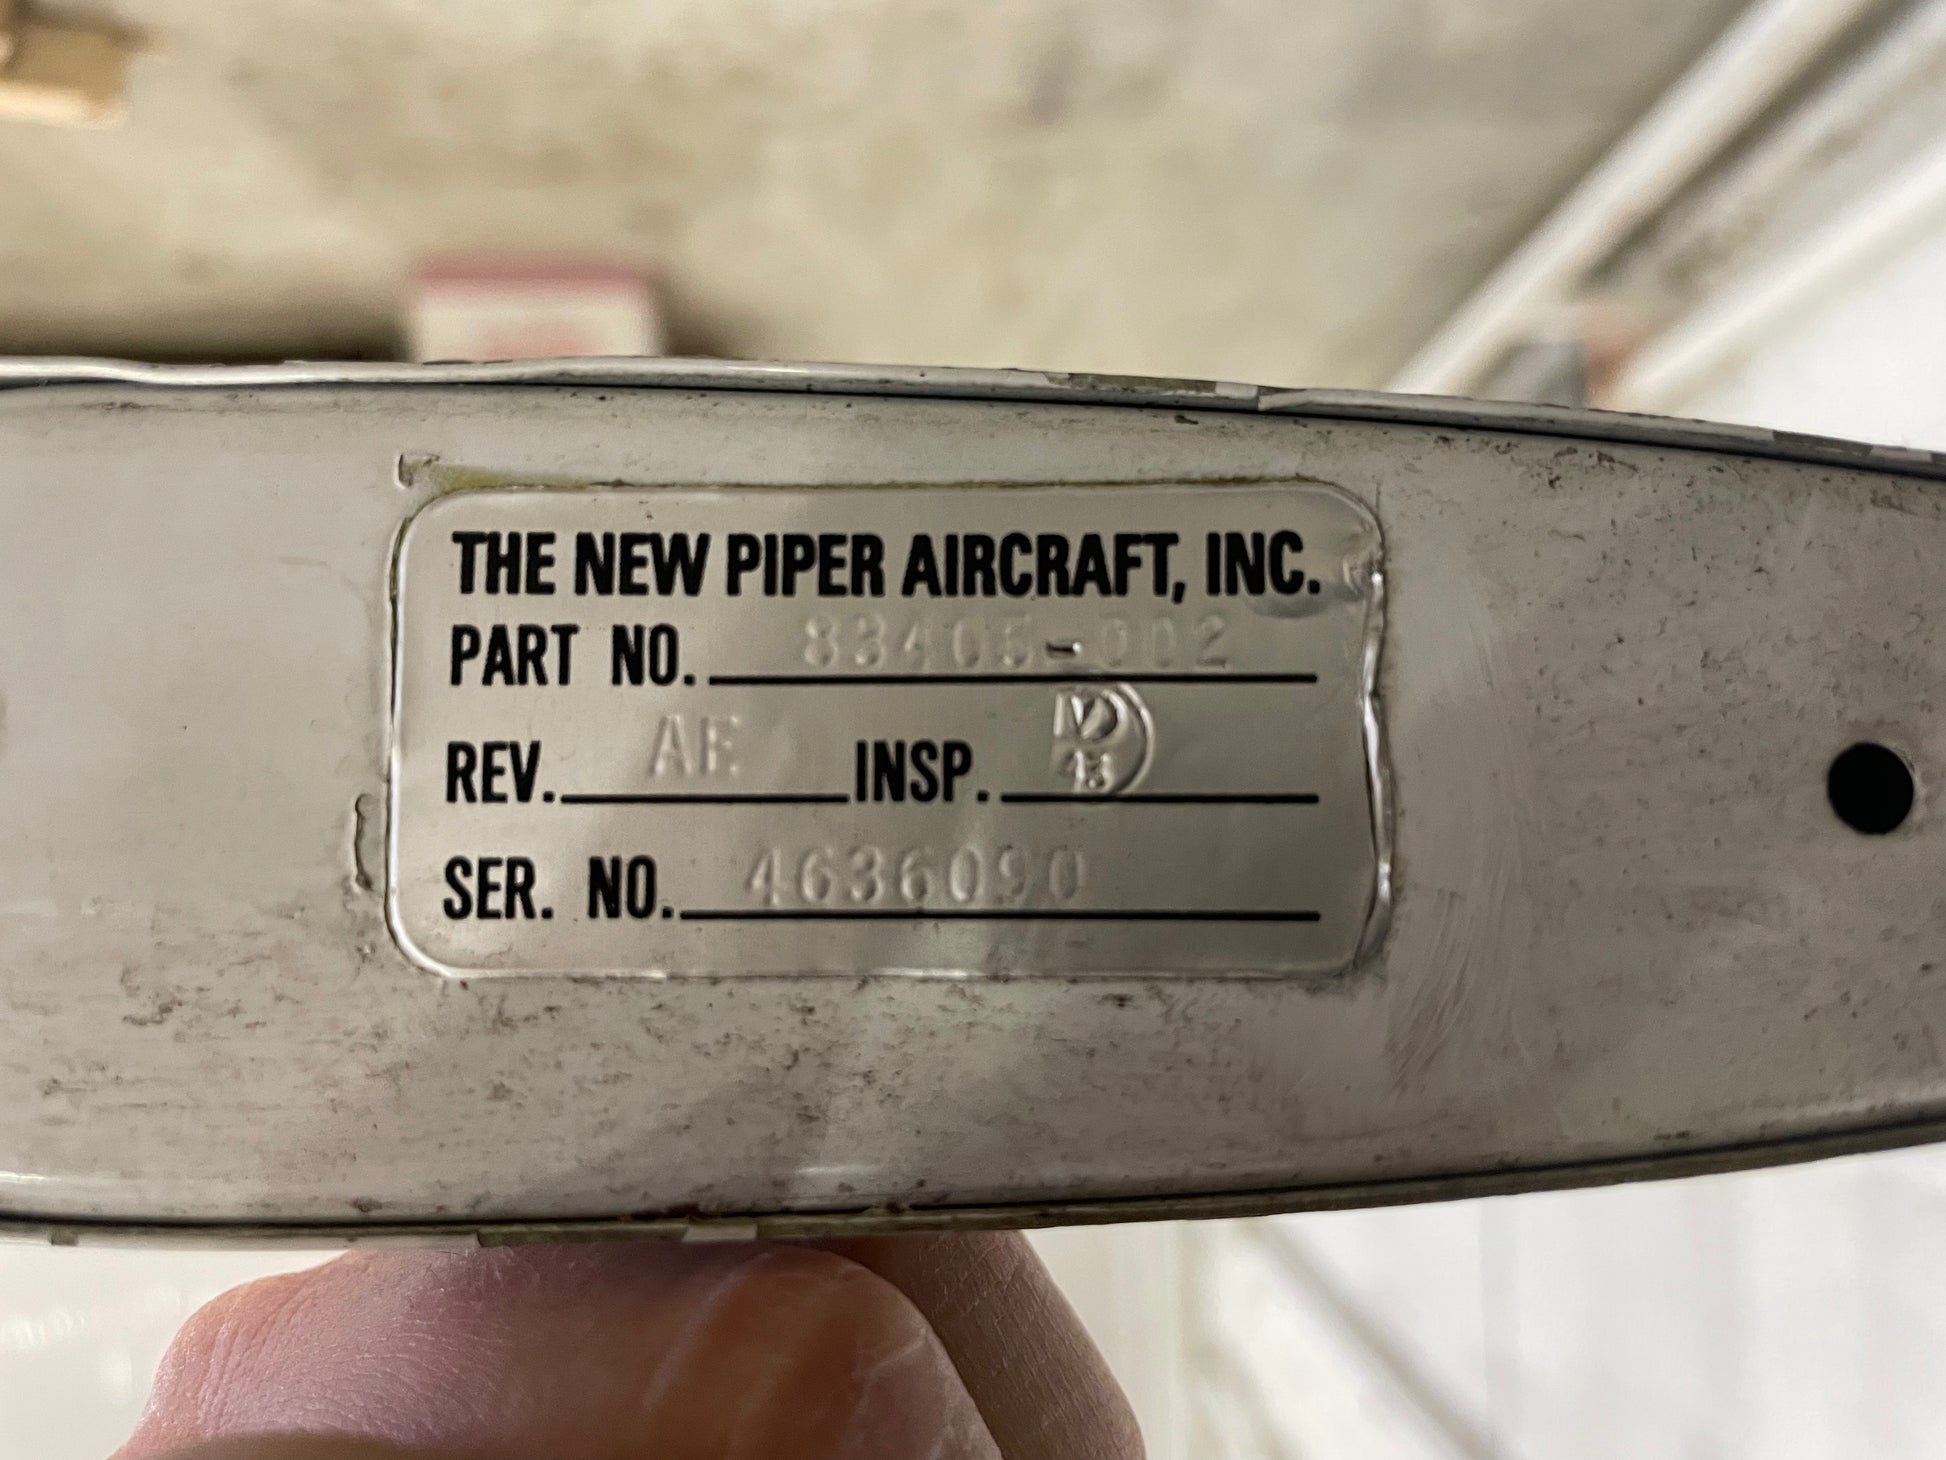 THE NEW PIPER AIRCRAFT, INC.
PART NO. 83405-002
REV. AE INSP.
SER. NO. 4636090